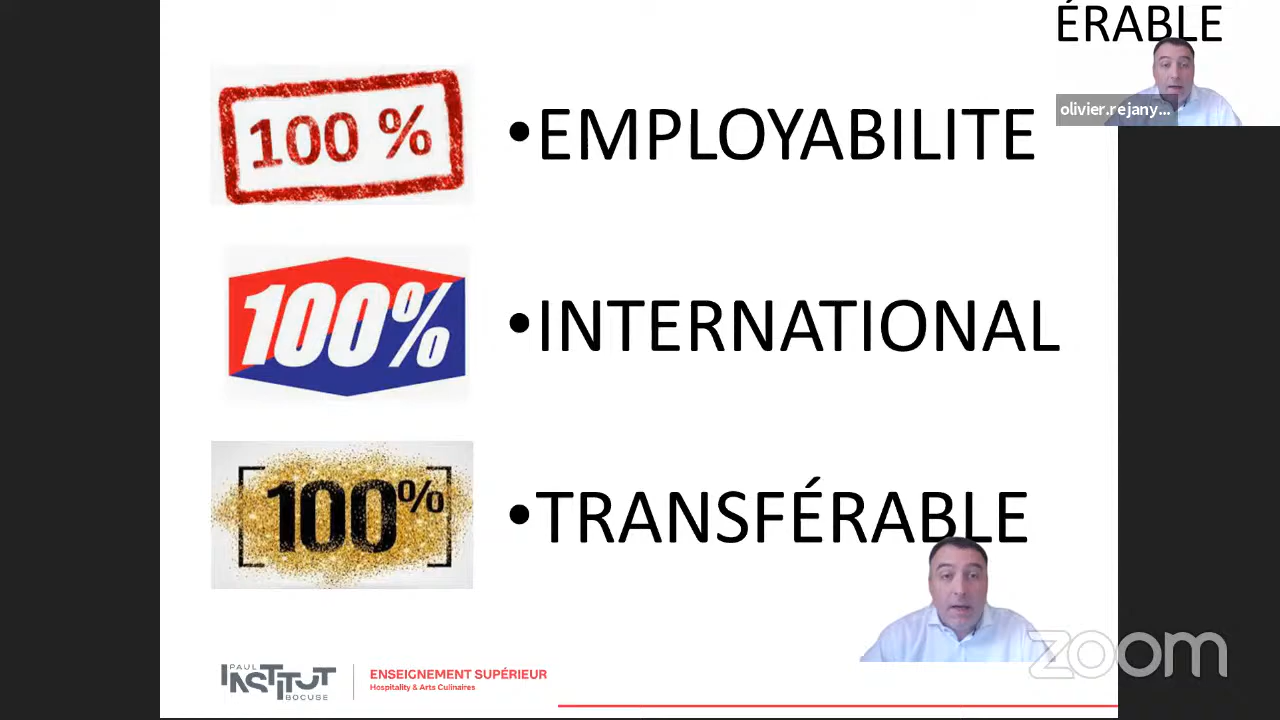 ÉRABLE
olivier.rejany...
100 %
•EMPLOYABILITE
100%
•INTERNATIONAL
100%
•TRANSFÉRABLE
zoom
PAUL
INSTITUT
BOCUSE
ENSEIGNEMENT SUPÉRIEUR
Hospitality & Arts Culinaires